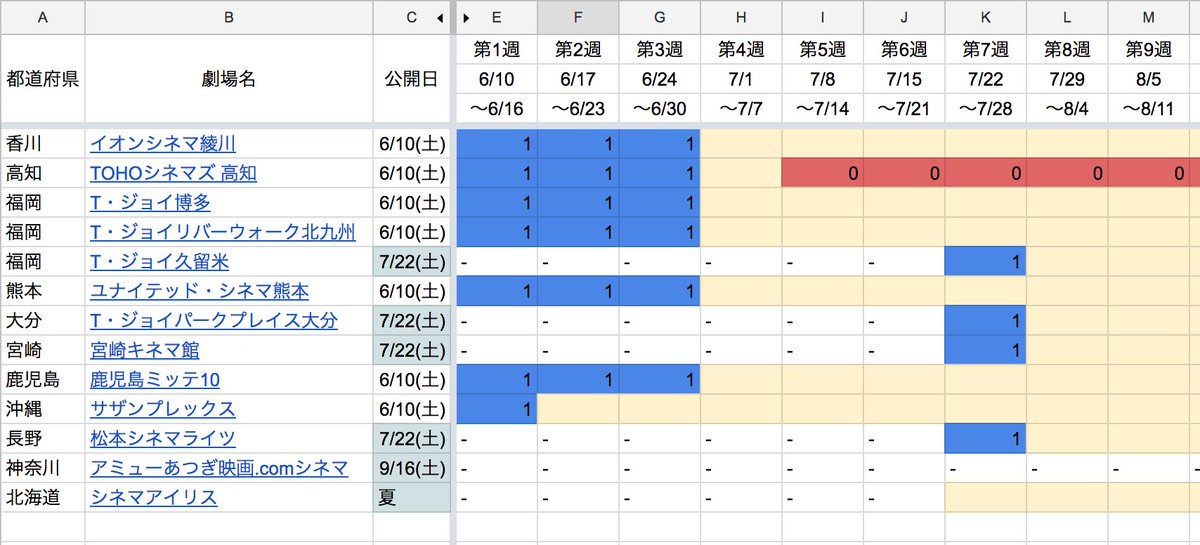 A B C E F G H I J K L M
第1週 第2週 第3週 第4週 第5週 第6週 第7週 第8週 第9週
都道府県 劇場名 公開日 6/10 6/17 6/24 7/1 7/8 7/15 7/22 7/29 8/5
～6/16 ～6/23 ～6/30 ～7/7 ～7/14 ～7/21 ～7/28 ～8/4 ～8/11
香川 イオンシネマ綾川 6/10(土) 1 1 1
高知 TOHOシネマズ 高知 6/10(土) 1 1 1 0 0 0 0 0
福岡 T・ジョイ博多 6/10(土) 1 1 1
福岡 T・ジョイリバーウォーク北九州 6/10(土) 1 1 1
福岡 T・ジョイ久留米 7/22(土) - - - - - - 1
熊本 ユナイテッド・シネマ熊本 6/10(土) 1 1 1
大分 T・ジョイパークプレイス大分 7/22(土) - - - - - - 1
宮崎 宮崎キネマ館 7/22(土) - - - - - - 1
鹿児島 鹿児島ミッテ10 6/10(土) 1 1 1
沖縄 サザンプレックス 6/10(土) 1
長野 松本シネマライツ 7/22(土) - - - - - - 1
神奈川 アミューあつぎ映画.comシネマ 9/16(土) - - - - - - - - - -
北海道 シネマアイリス 夏 - - - - - -